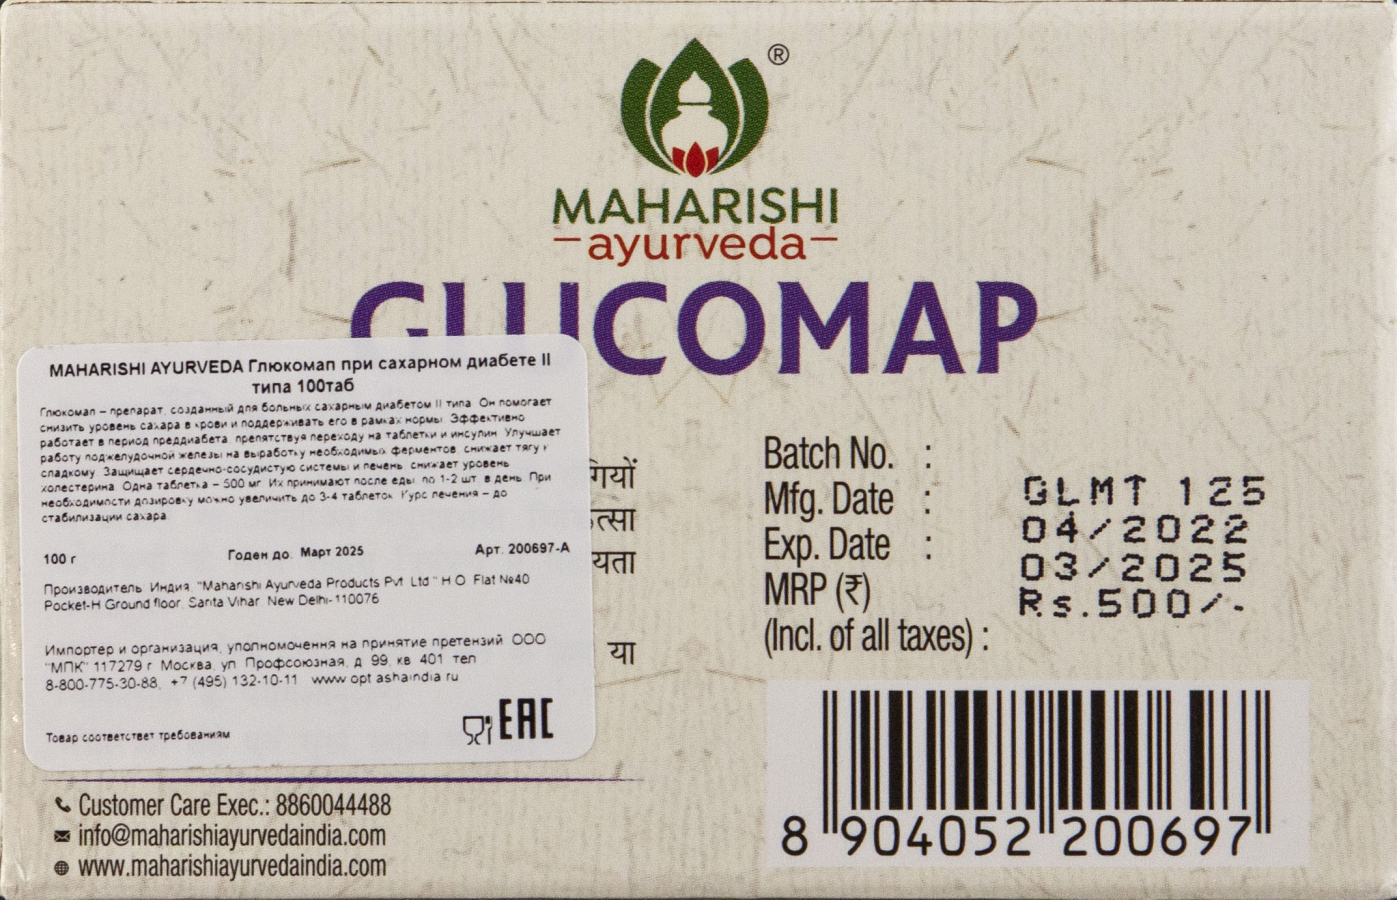 ®
MAHARISHI
ayurveda
GLUCOMAP
MAHARISHI AYURVEDA Глюкомап при сахарном диабете II
типа 100таб
Глюкомап – препарат, созданный для больных сахарным диабетом II типа. Он помогает
снизить уровень сахара в крови и поддерживать его в рамках нормы. Эффективно
работает в период преддиабета, препятствуя переходу на таблетки и инсулин. Улучшает
работу поджелудочной железы на выработку необходимых ферментов, снижает тягу к
сладкому. Защищает сердечно-сосудистую системы и печень, снижает уровень
холестерина. Одна таблетка – 500 мг. Их принимают после еды, по 1-2 шт. в день. При
необходимости дозировку можно увеличить до 3-4 таблеток. Курс лечения – до
стабилизации сахара.
100 г Годен до: Март 2025 Арт. 200697-А
Производитель: Индия, "Maharishi Ayurveda Products Pvt. Ltd." H.O. Flat №40
Pocket-H Ground floor, Sarita Vihar, New Delhi-110076
Импортер и организация, уполномочення на принятие претензий: ООО
"МПК" 117279 г. Москва, ул. Профсоюзная, д. 99, кв. 401, тел.
8-800-775-30-88, +7 (495) 132-10-11 www.opt.ashaindia.ru
Товар соответствет требованиям
EAC
गियों
त्सा
यता
या
Batch No. : GLMT 125
Mfg. Date : 04/2022
Exp. Date : 03/2025
MRP (₹) Rs.500/-
(Incl. of all taxes) :
Customer Care Exec.: 8860044488
info@maharishiayurvedaindia.com
www.maharishiayurvedaindia.com
8 904052 200697